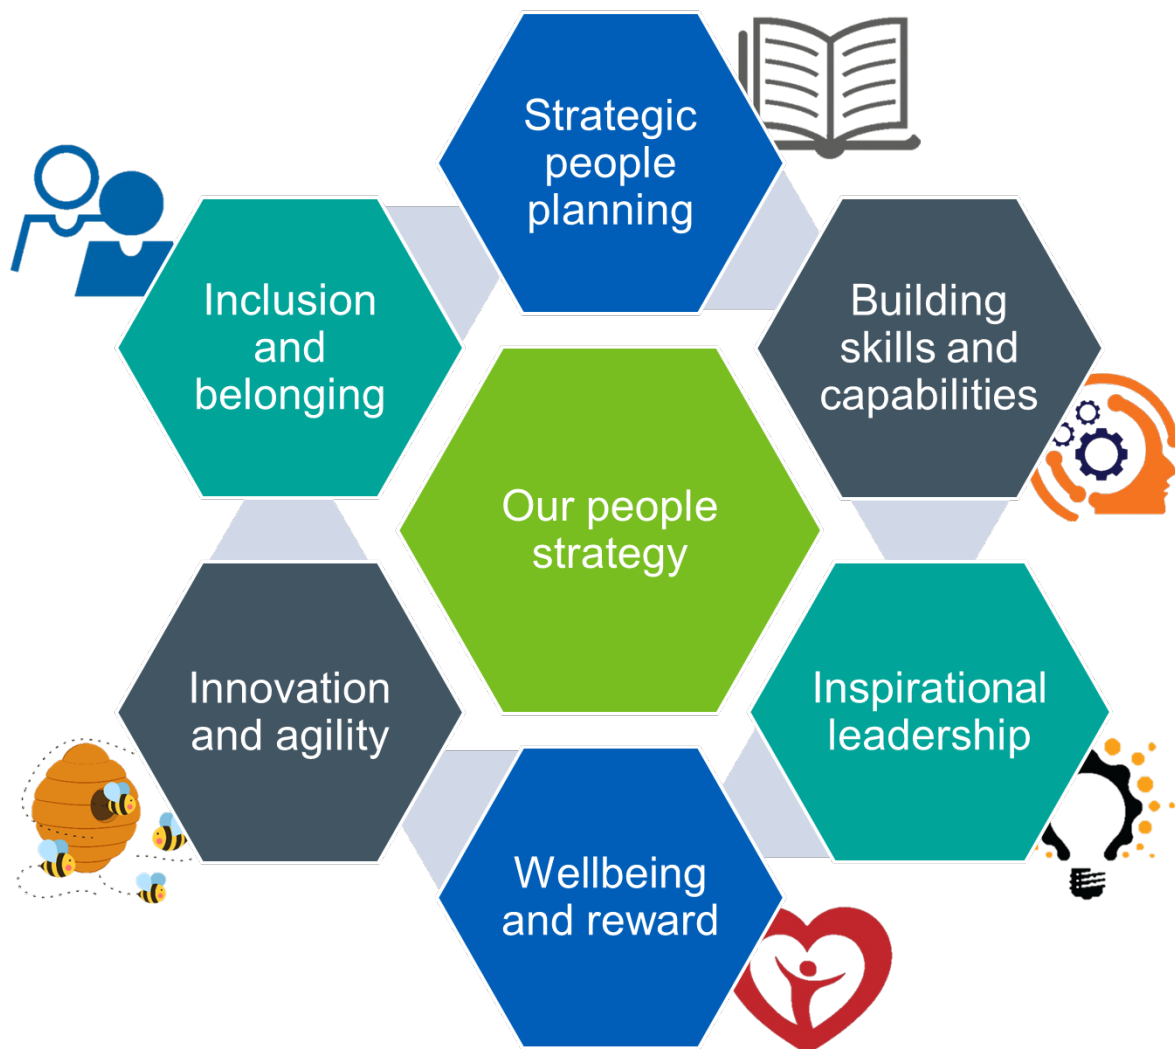 Strategic
people
planning
Building
skills and
capabilities
Inspirational
leadership
Wellbeing
and reward
Innovation
and agility
Inclusion
and
belonging
Our people
strategy